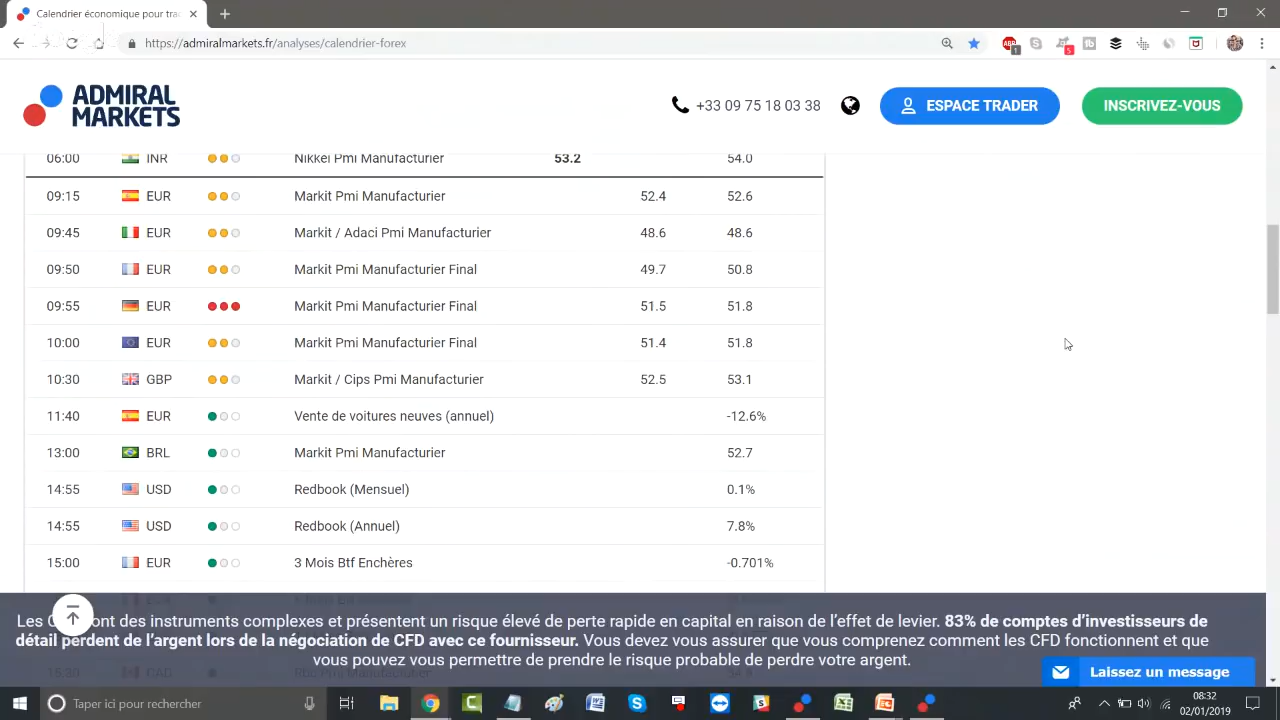 Calendrier économique pour tra
https://admiralmarkets.fr/analyses/calendrier-forex
ADMIRAL
MARKETS
+33 09 75 18 03 38
ESPACE TRADER
INSCRIVEZ-VOUS
06:00 INR Nikkei Pmi Manufacturier 53.2 54.0
09:15 EUR Markit Pmi Manufacturier 52.4 52.6
09:45 EUR Markit / Adaci Pmi Manufacturier 48.6 48.6
09:50 EUR Markit Pmi Manufacturier Final 49.7 50.8
09:55 EUR Markit Pmi Manufacturier Final 51.5 51.8
10:00 EUR Markit Pmi Manufacturier Final 51.4 51.8
10:30 GBP Markit / Cips Pmi Manufacturier 52.5 53.1
11:40 EUR Vente de voitures neuves (annuel) -12.6%
13:00 BRL Markit Pmi Manufacturier 52.7
14:55 USD Redbook (Mensuel) 0.1%
14:55 USD Redbook (Annuel) 7.8%
15:00 EUR 3 Mois Btf Enchères -0.701%
Les ont des instruments complexes et présentent un risque élevé de perte rapide en capital en raison de l'effet de levier. 83% de comptes d'investisseurs de
détail perdent de l'argent lors de la négociation de CFD avec ce fournisseur. Vous devez vous assurer que vous comprenez comment les CFD fonctionnent et que
vous pouvez vous permettre de prendre le risque probable de perdre votre argent.
15:30 CAD
Laissez un message
Taper ici pour rechercher
08:32
02/01/2019